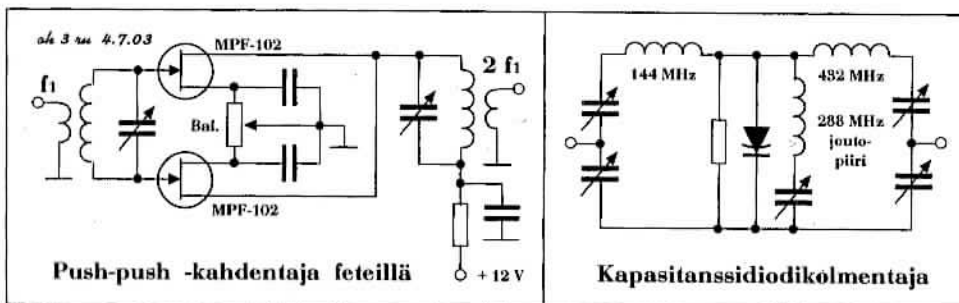 oh 3 ru 4.7.03
MPF-102
f1
2 f1
Bal.
MPF-102
+ 12 V
Push-push -kahdentaja feteillä
144 MHz
432 MHz
288 MHz
jouto-
piiri
Kapasitanssidiodikolmentaja